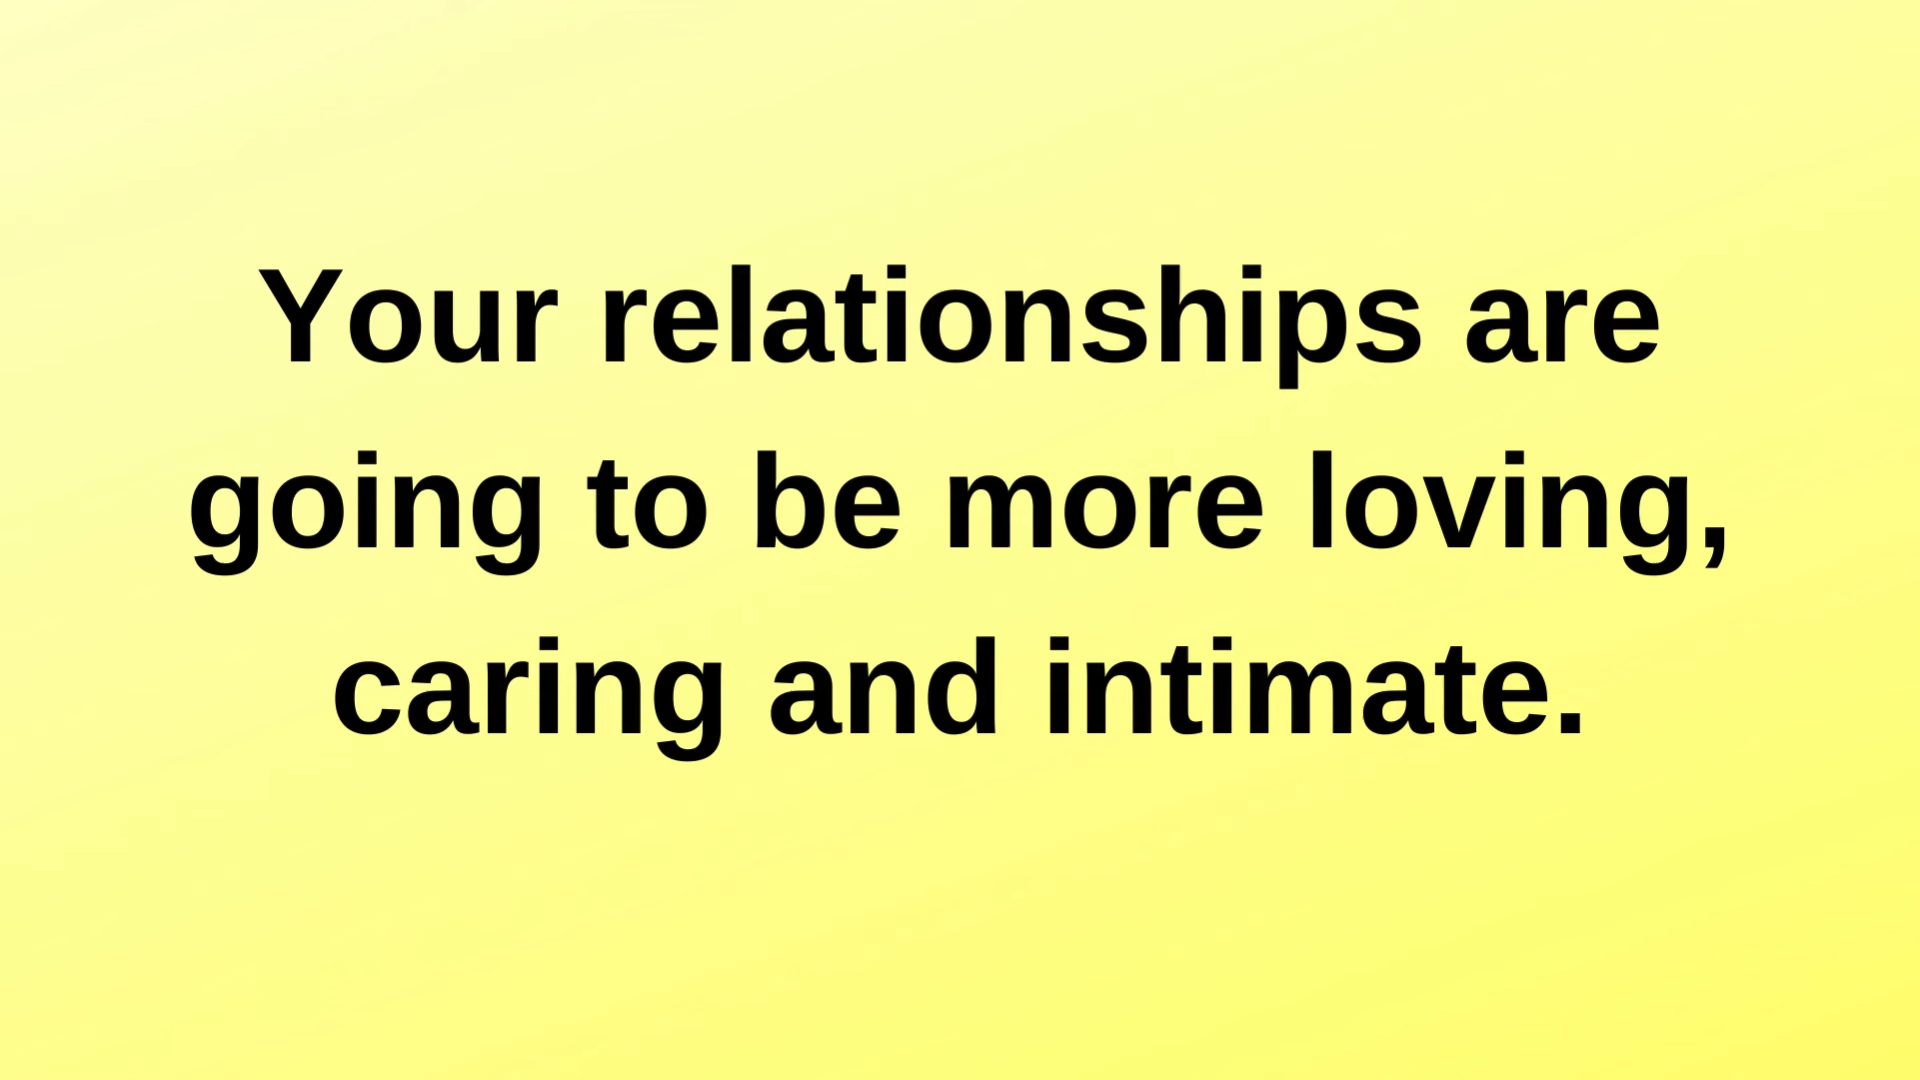 Your relationships are
going to be more loving,
caring and intimate.